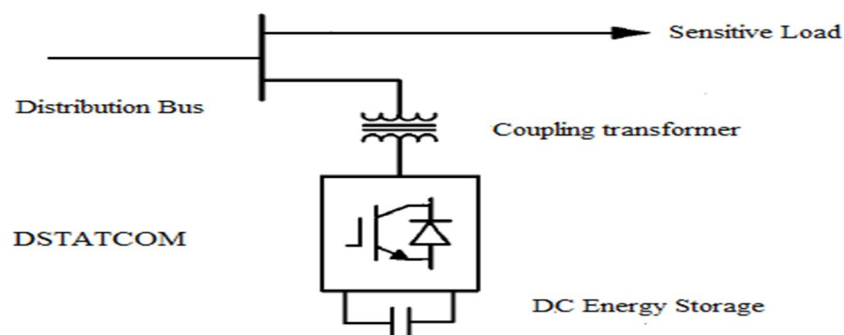 Sensitive Load
Distribution Bus
Coupling transformer
DSTATCOM
DC Energy Storage